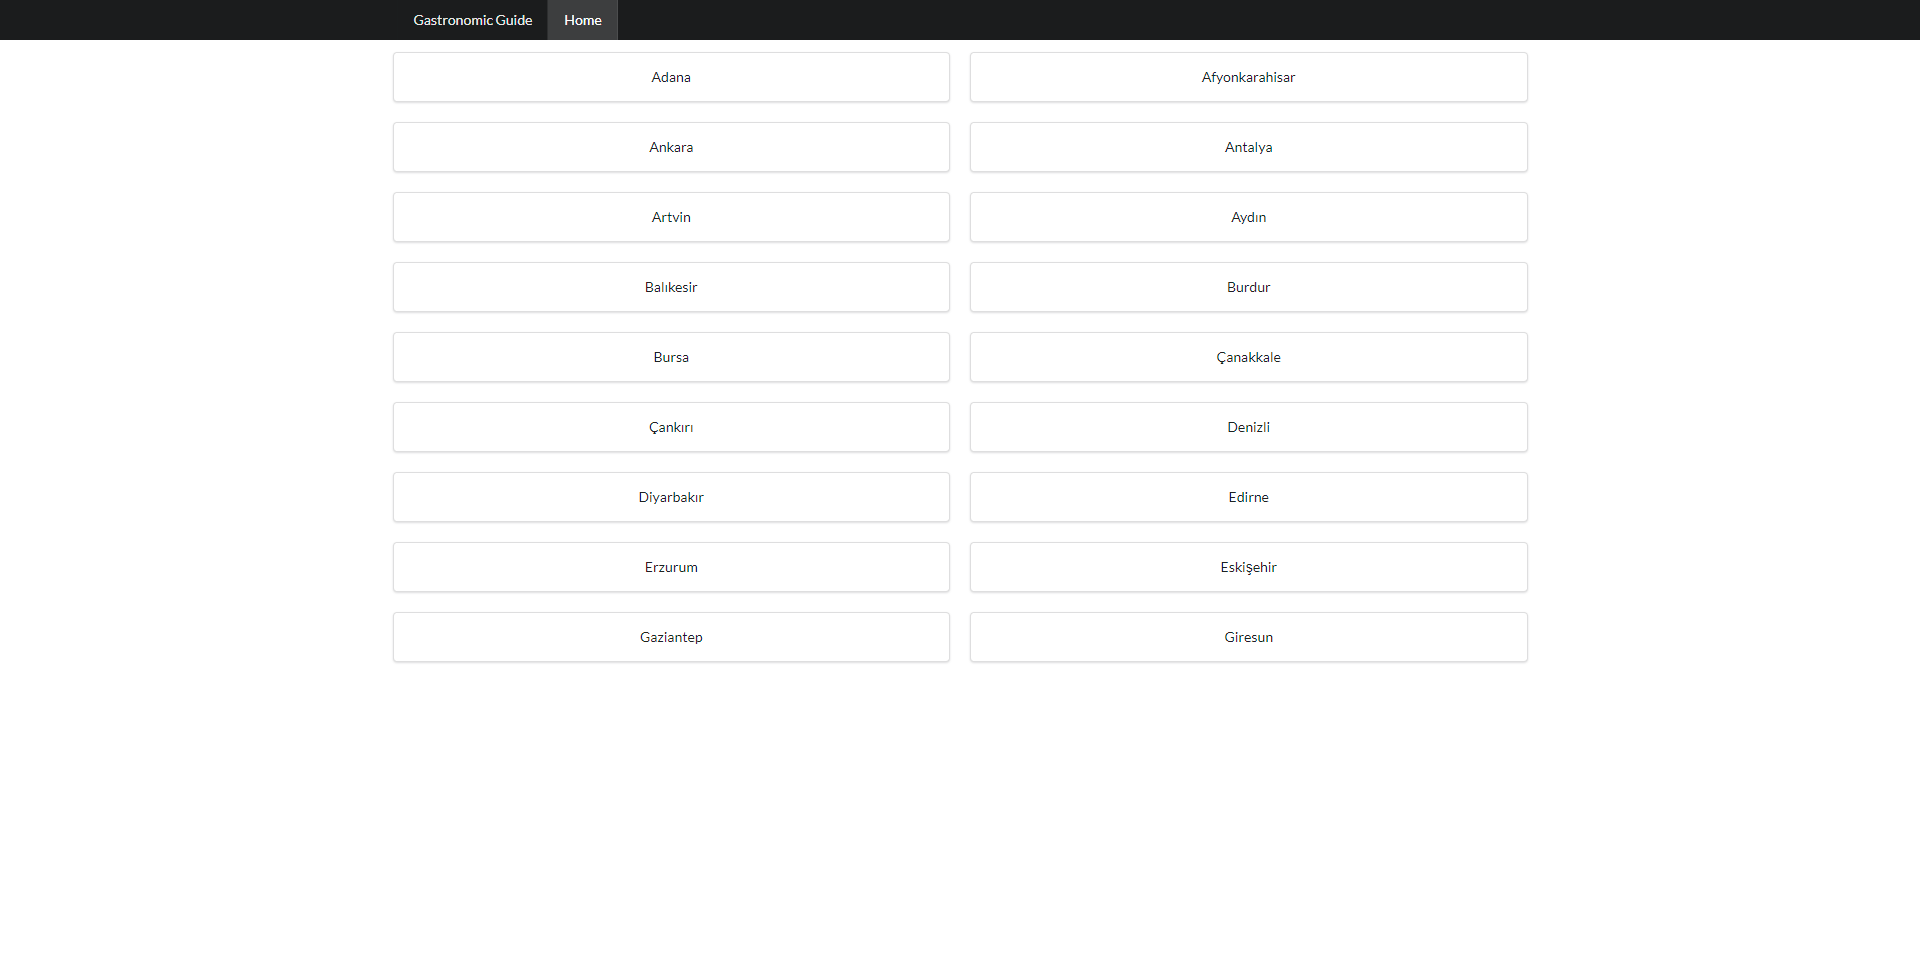 Gastronomic Guide Home
Adana Afyonkarahisar
Ankara Antalya
Artvin Aydın
Balıkesir Burdur
Bursa Çanakkale
Çankırı Denizli
Diyarbakır Edirne
Erzurum Eskişehir
Gaziantep Giresun